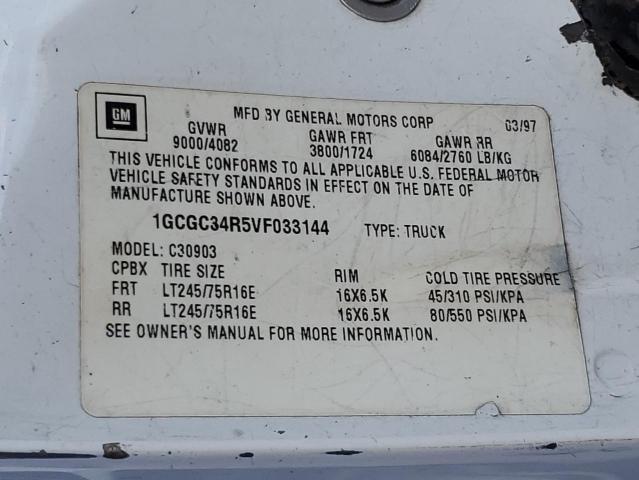 GM
MFD BY GENERAL MOTORS CORP 03/97
GVWR GAWR FRT GAWR RR
9000/4082 3800/1724 6084/2760 LB/KG
THIS VEHICLE CONFORMS TO ALL APPLICABLE U.S. FEDERAL MOTOR
VEHICLE SAFETY STANDARDS IN EFFECT ON THE DATE OF
MANUFACTURE SHOWN ABOVE.
1GCGC34R5VF033144 TYPE: TRUCK
MODEL: C30903
CPBX TIRE SIZE RIM COLD TIRE PRESSURE
FRT LT245/75R16E 16X6.5K 45/310 PSI/KPA
RR LT245/75R16E 16X6.5K 80/550 PSI/KPA
SEE OWNER'S MANUAL FOR MORE INFORMATION.